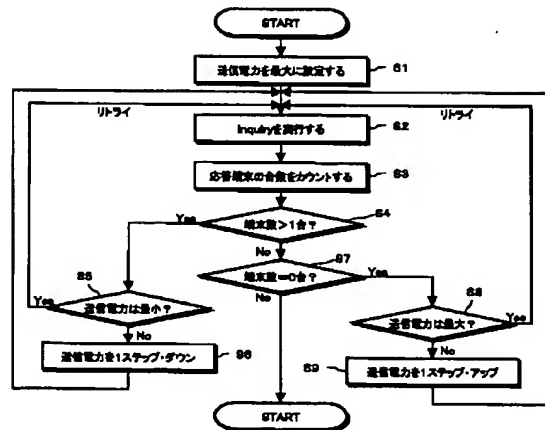 START
送信電力を最大に設定する
S1
リトライ
リトライ
Inquiryを実行する
S2
応答端末の台数をカウントする
S3
Yes
端末数>1台?
S4
No
S7
端末数=0台?
Yes
S5
Yes
送信電力は最小?
No
S8
送信電力は最大?
Yes
No
No
送信電力を1ステップ・ダウン
S6
S9
送信電力を1ステップ・アップ
START